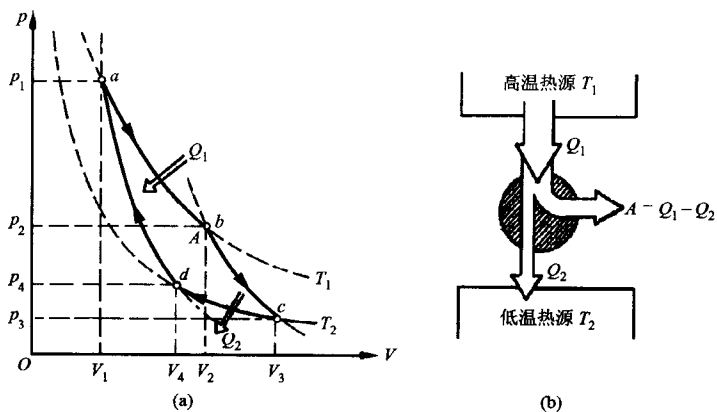 p
p₁
a
Q₁
p₂
b
A
p₄
d
T₁
p₃
c
T₂
Q₂
O
V₁
V₄
V₂
V₃
V
(a)
高温热源 T₁
Q₁
A = Q₁ − Q₂
Q₂
低温热源 T₂
(b)